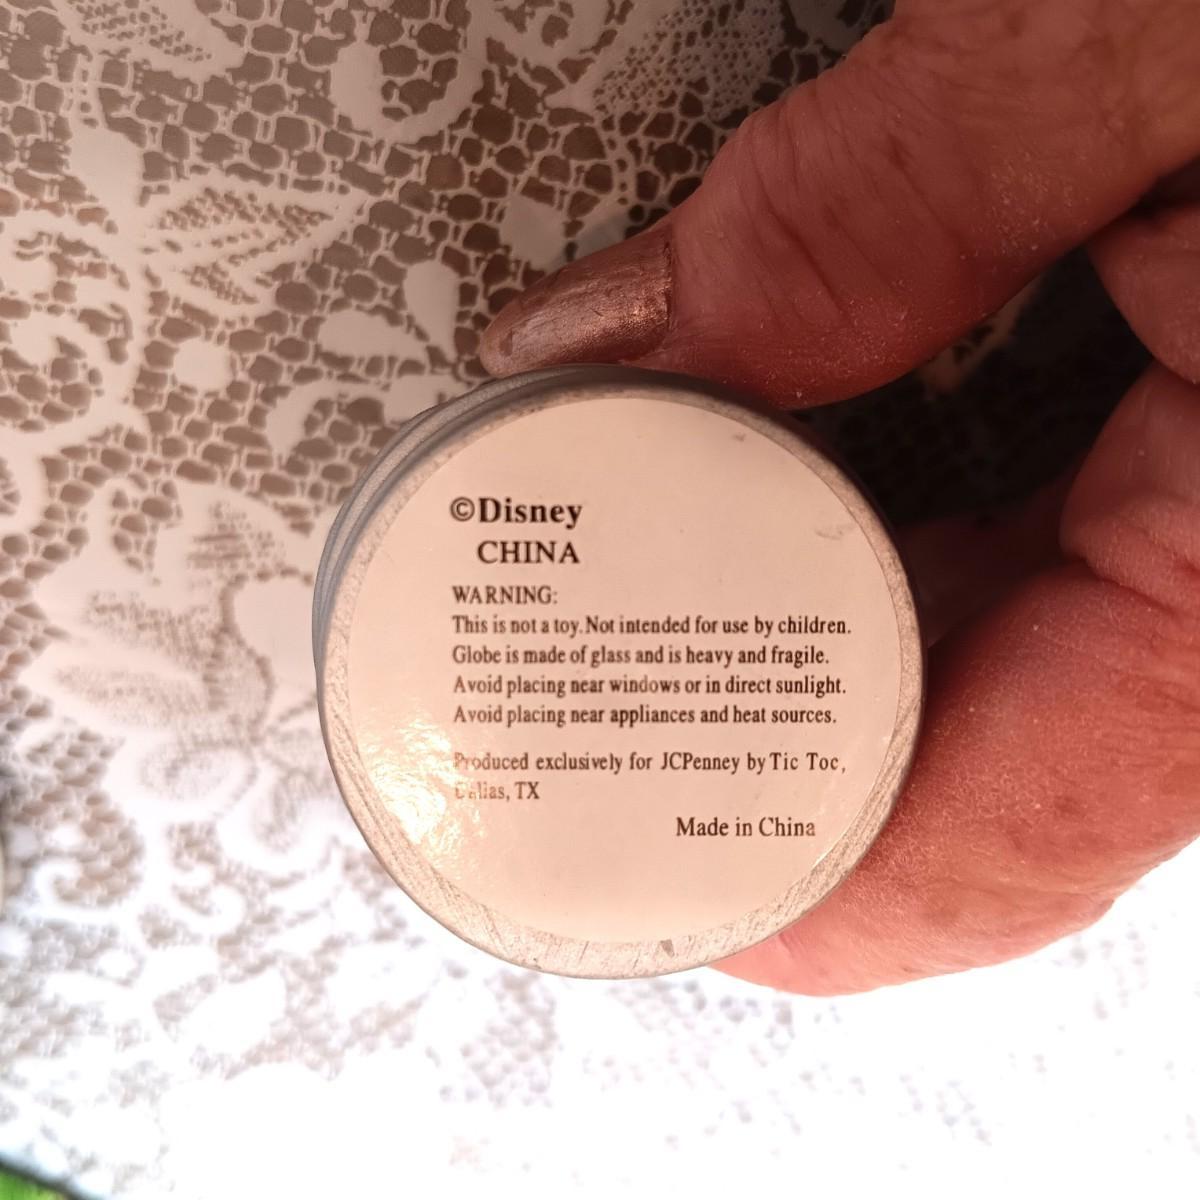 ©Disney
CHINA
WARNING:
This is not a toy. Not intended for use by children.
Globe is made of glass and is heavy and fragile.
Avoid placing near windows or in direct sunlight.
Avoid placing near appliances and heat sources.
Produced exclusively for JCPenney by Tic Toc,
Dallas, TX
Made in China